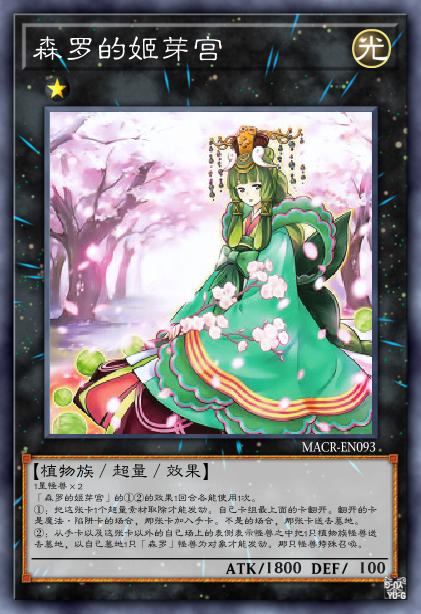 森罗的姬芽宫
光
MACR-EN093
【植物族／超量／效果】
1星怪兽×2
「森罗的姬芽宫」的①②的效果1回合各能使用1次。
①：把这张卡1个超量素材取除才能发动。自己卡组最上面的卡翻开。翻开的卡
是魔法·陷阱卡的场合，那张卡加入手卡。不是的场合，那张卡送去墓地。
②：从手卡以及这张卡以外的自己场上的表侧表示怪兽之中把1只植物族怪兽送
去墓地，以自己墓地1只「森罗」怪兽为对象才能发动。那只怪兽特殊召唤。
ATK/1800 DEF/ 100